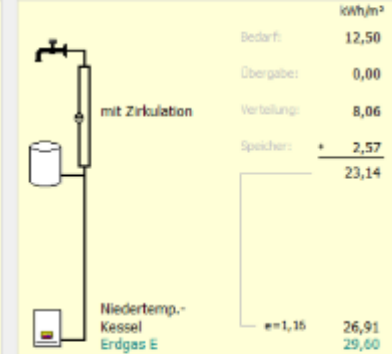 kWh/m²
Bedarf: 12,50
Übergabe: 0,00
mit Zirkulation Verteilung: 8,06
Speicher: + 2,57
23,14
Niedertemp.-
Kessel e=1,16 26,91
Erdgas E 29,60